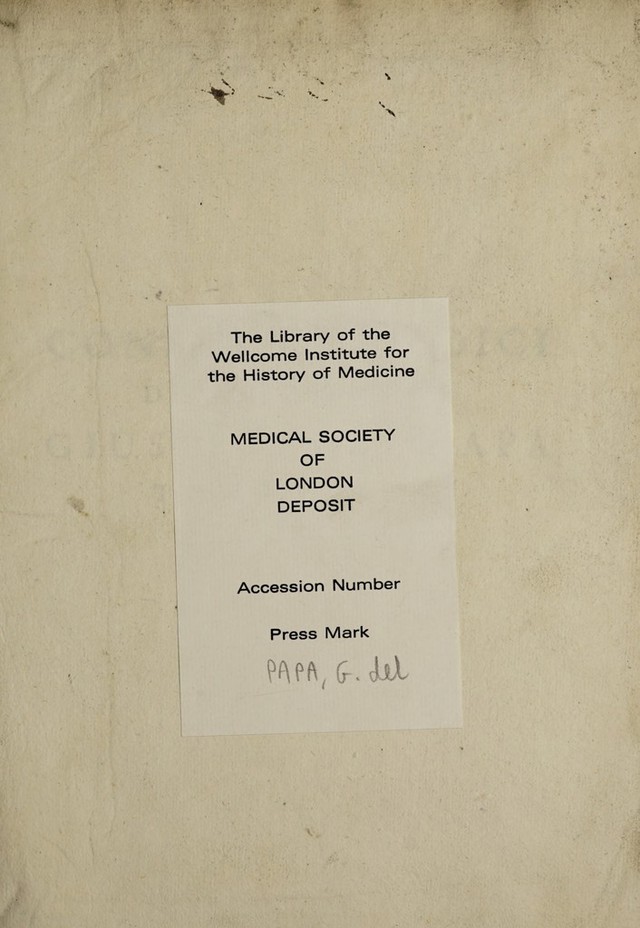 The Library of the
Wellcome Institute for
the History of Medicine
MEDICAL SOCIETY
OF
LONDON
DEPOSIT
Accession Number
Press Mark
PAPA, G. del